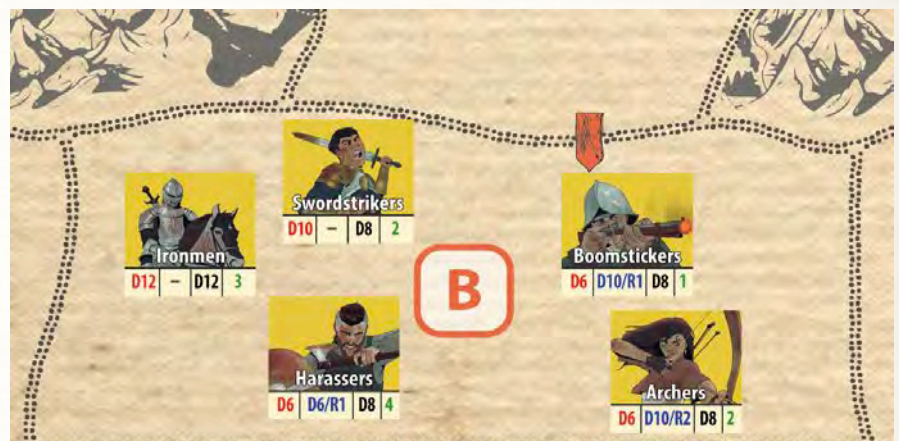 Swordstrikers
D10 – D8 2
Ironmen
D12 – D12 3
Boomstickers
D6 D10/R1 D8 1
B
Harassers
D6 D6/R1 D8 4
Archers
D6 D10/R2 D8 2